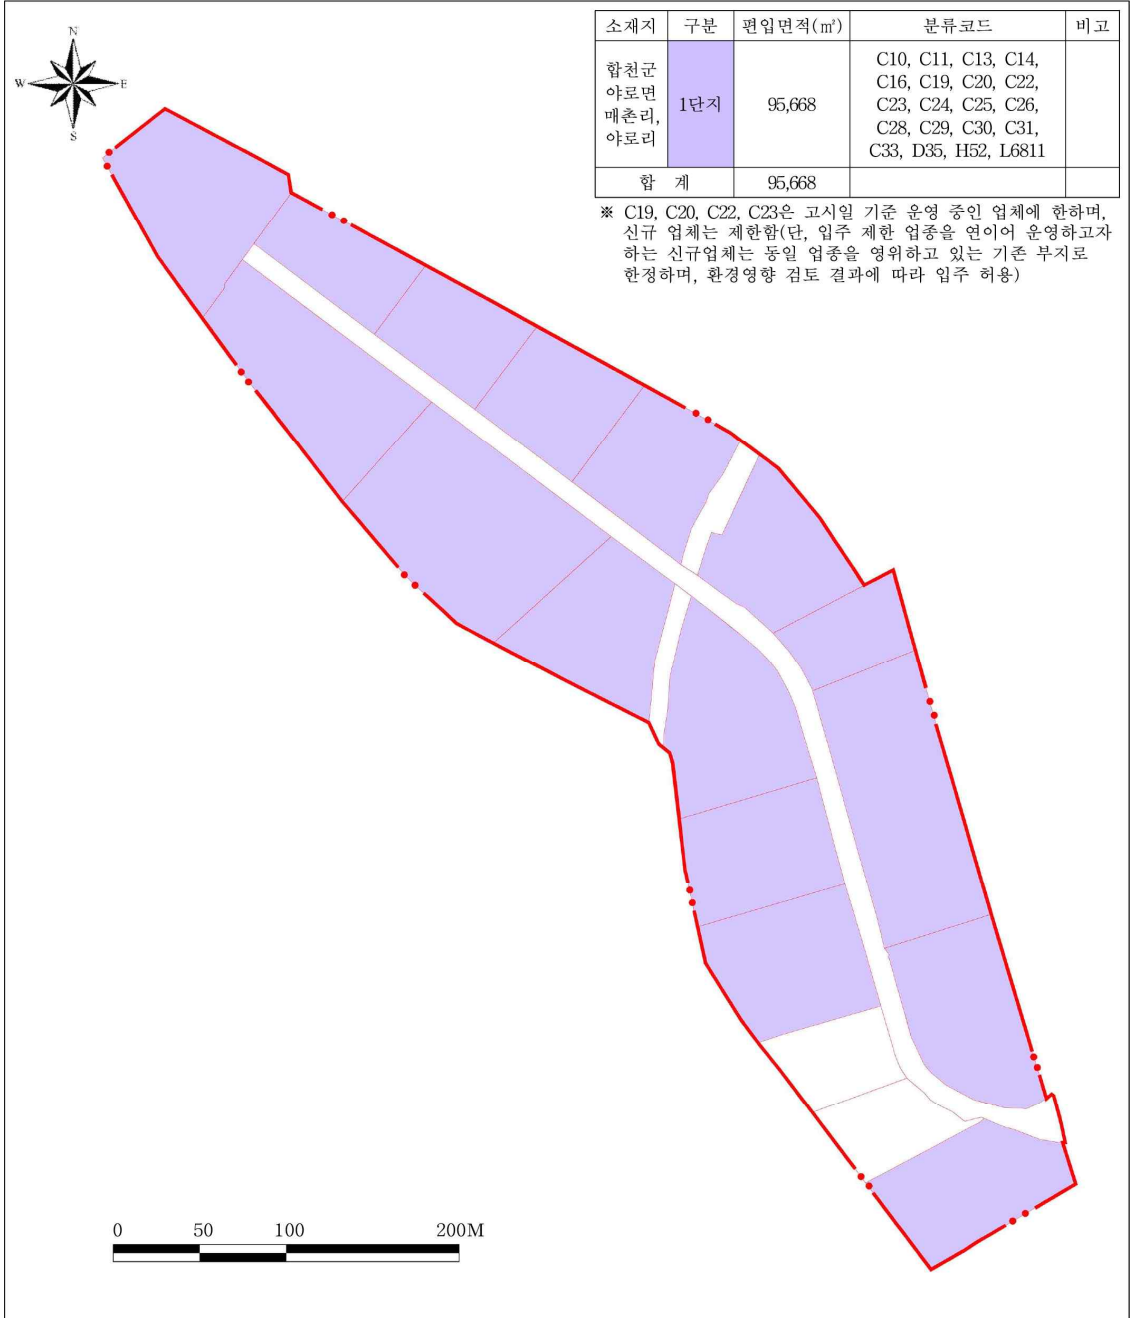 N
W E
S
소재지 구분 편입면적(㎡) 분류코드 비고
합천군
야로면
매촌리,
야로리
1단지
95,668
C10, C11, C13, C14,
C16, C19, C20, C22,
C23, C24, C25, C26,
C28, C29, C30, C31,
C33, D35, H52, L6811
합 계 95,668
※ C19, C20, C22, C23은 고시일 기준 운영 중인 업체에 한하며,
신규 업체는 제한함(단, 입주 제한 업종을 연이어 운영하고자
하는 신규업체는 동일 업종을 영위하고 있는 기존 부지로
한정하며, 환경영향 검토 결과에 따라 입주 허용)
0 50 100 200M